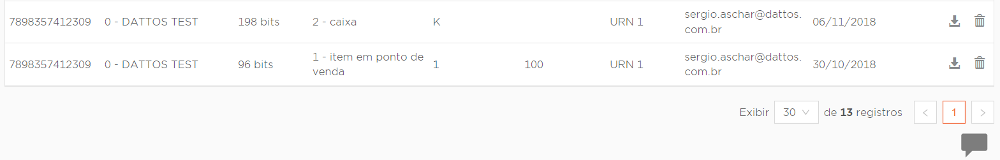 7898357412309 0 - DATTOS TEST 198 bits 2 - caixa K URN 1 sergio.aschar@dattos.
com.br 06/11/2018
7898357412309 0 - DATTOS TEST 96 bits 1 - item em ponto de
venda 1 100 URN 1 sergio.aschar@dattos.
com.br 30/10/2018
Exibir 30 de 13 registros < 1 >